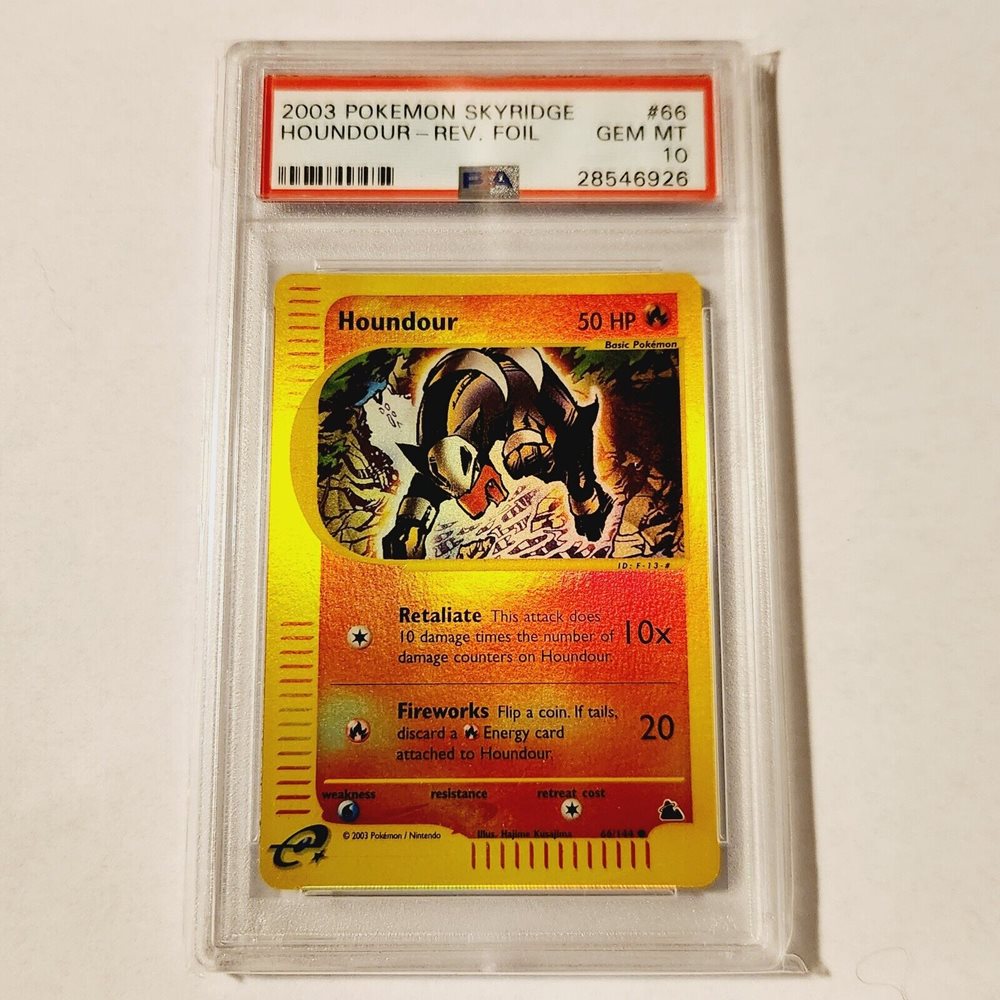 2003 POKEMON SKYRIDGE #66
HOUNDOUR - REV. FOIL GEM MT
10
PSA 28546926
Houndour 50 HP
Basic Pokémon
ID: F-13-#
Retaliate This attack does
10 damage times the number of 10x
damage counters on Houndour.
Fireworks Flip a coin. If tails,
discard a Energy card 20
attached to Houndour.
weakness resistance retreat cost
© 2003 Pokémon / Nintendo Illus. Hajime Kusajima 66/144
e